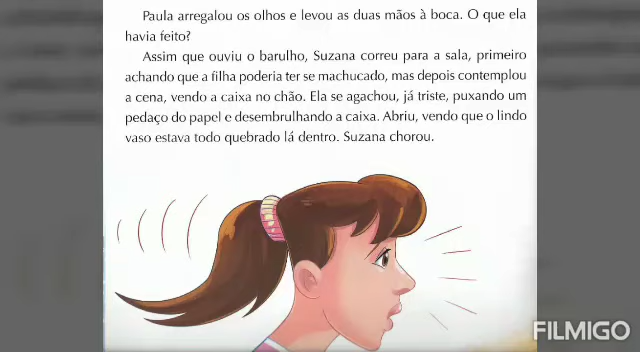 Paula arregalou os olhos e levou as duas mãos à boca. O que ela
havia feito?
Assim que ouviu o barulho, Suzana correu para a sala, primeiro
achando que a filha poderia ter se machucado, mas depois contemplou
a cena, vendo a caixa no chão. Ela se agachou, já triste, puxando um
pedaço do papel e desembrulhando a caixa. Abriu, vendo que o lindo
vaso estava todo quebrado lá dentro. Suzana chorou.
FILMIGO